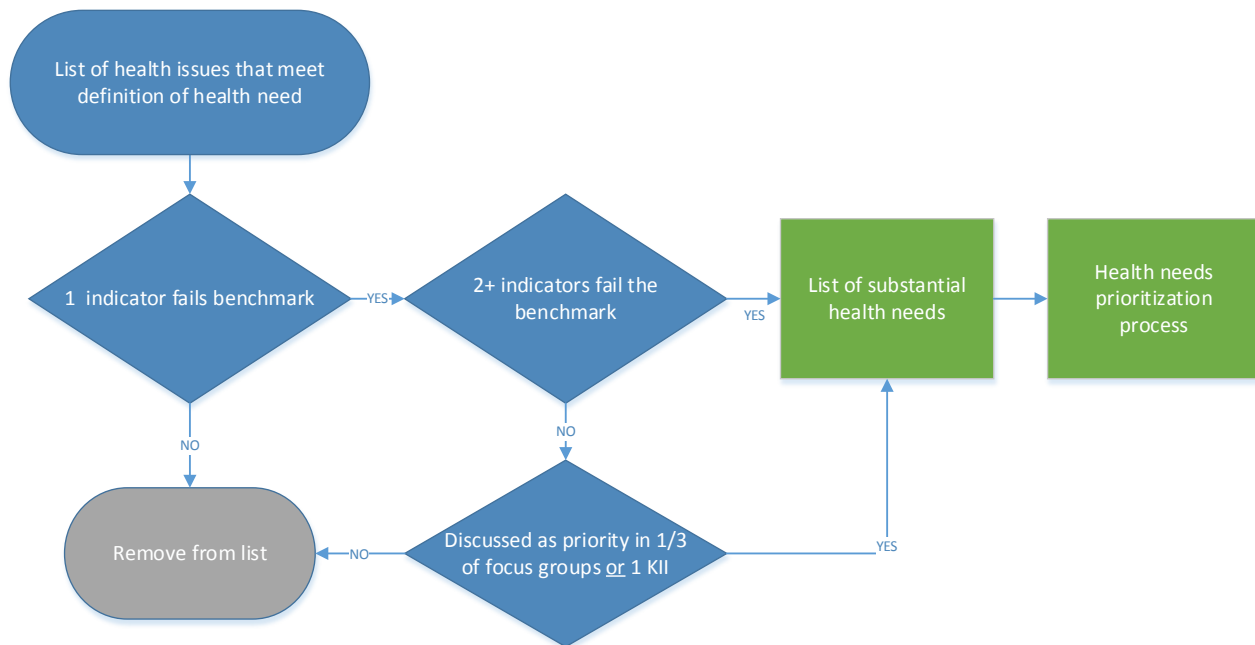 List of health issues that meet
definition of health need
1  indicator fails benchmark
YES
2+ indicators fail the
benchmark
YES
List of substantial
health needs
Health needs
prioritization
process
NO
NO
Remove from list
NO
Discussed as priority in 1/3
of focus groups or 1 KII
YES